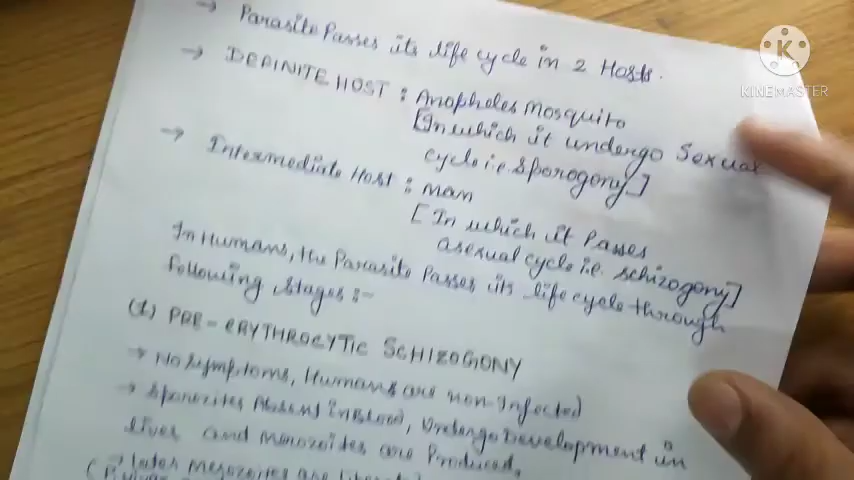 → Parasite Passes its life cycle in 2 Hosts.
→ DEFINITE HOST : Anopheles Mosquito
[In which it undergo Sexual
cycle i.e. Sporogony]
→ Intermediate Host : man
[In which it Passes
asexual cycle i.e. schizogony]
In Humans, the Parasite Passes its life cycle through
following stages :-
(1) PRE-ERYTHROCYTIC SCHIZOGONY
→ No Symptoms, Humans are non-Infected
→ Sporozites Absent in Blood, Undergo Development in
liver and merozoites are Produced.
→ Later merozoites are
KINEMASTER